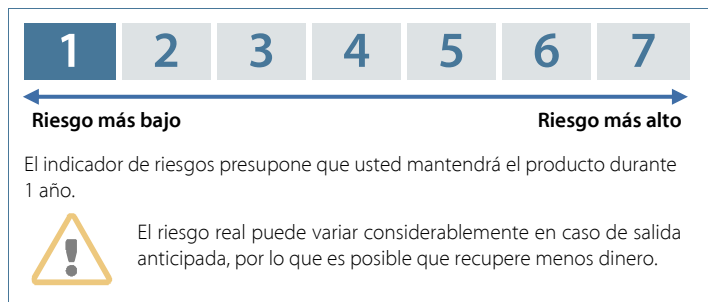 1 2 3 4 5 6 7
Riesgo más bajo Riesgo más alto
El indicador de riesgos presupone que usted mantendrá el producto durante
1 año.
El riesgo real puede variar considerablemente en caso de salida
anticipada, por lo que es posible que recupere menos dinero.